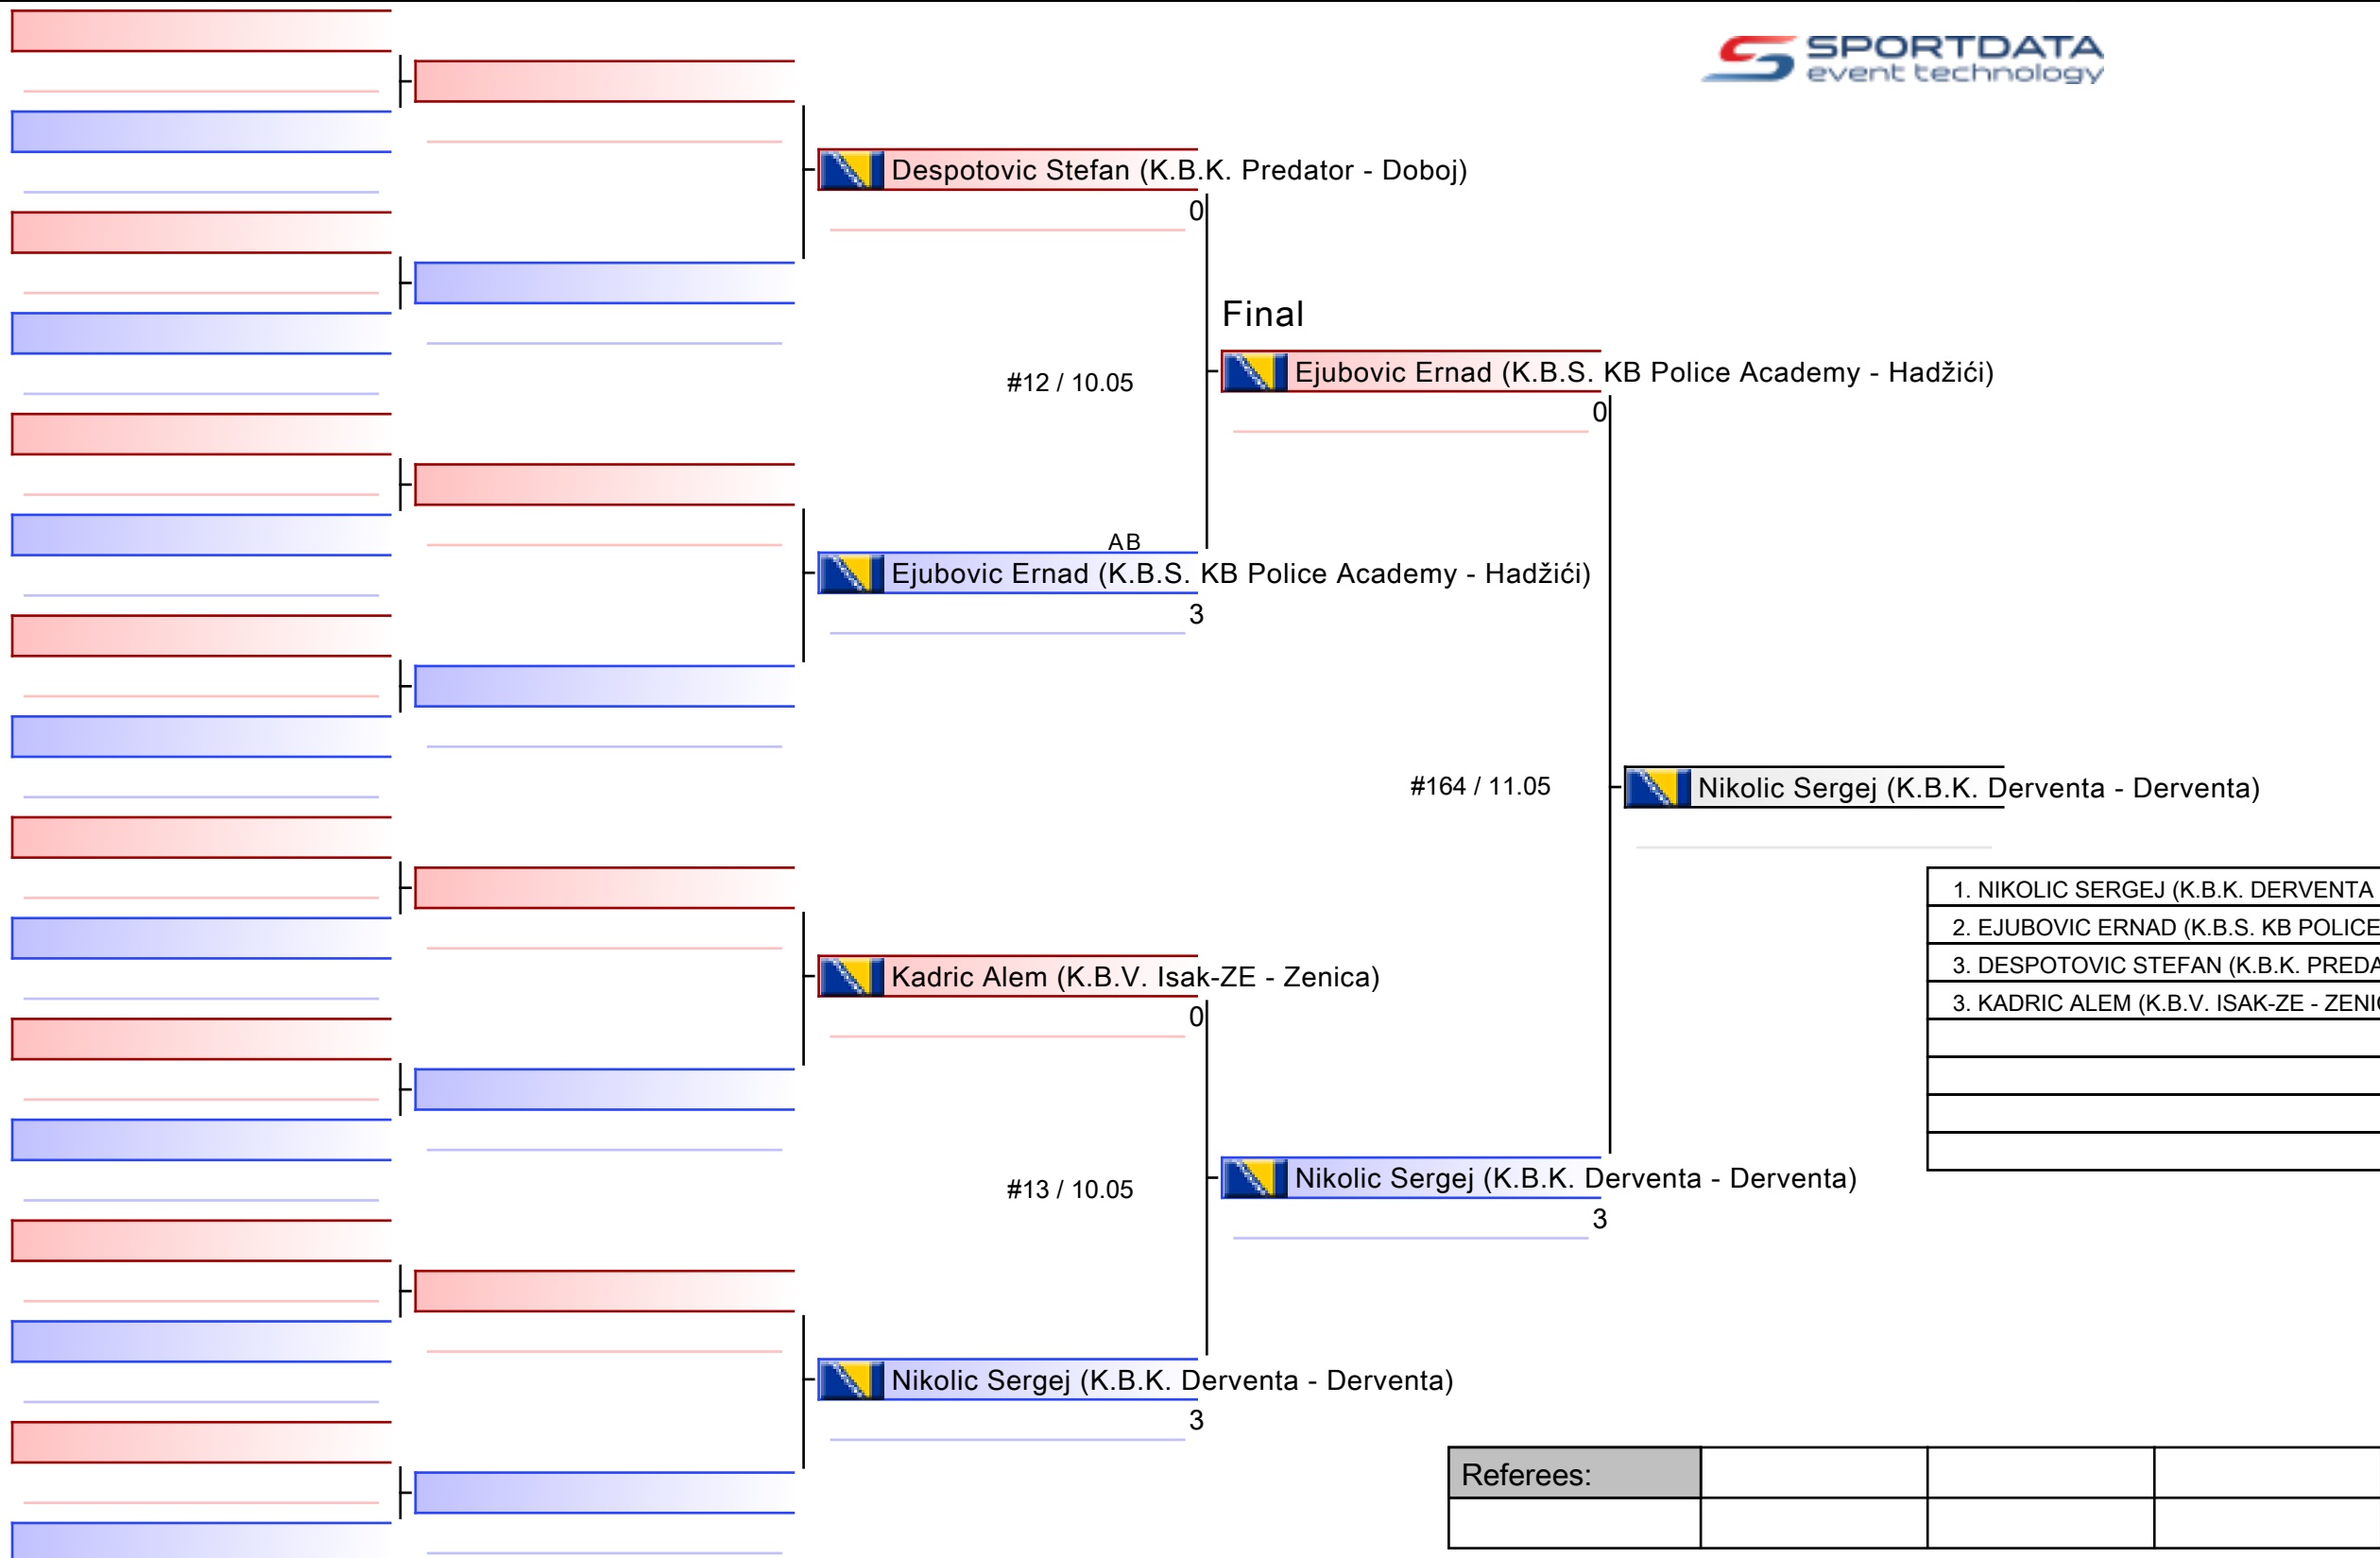 SPORTDATA
event technology
Despotovic Stefan (K.B.K. Predator - Doboj)
0
Final
#12 / 10.05
Ejubovic Ernad (K.B.S. KB Police Academy - Hadžići)
0
AB
Ejubovic Ernad (K.B.S. KB Police Academy - Hadžići)
3
#164 / 11.05
Nikolic Sergej (K.B.K. Derventa - Derventa)
1. NIKOLIC SERGEJ (K.B.K. DERVENTA
2. EJUBOVIC ERNAD (K.B.S. KB POLICE
3. DESPOTOVIC STEFAN (K.B.K. PREDA
3. KADRIC ALEM (K.B.V. ISAK-ZE - ZENI
Kadric Alem (K.B.V. Isak-ZE - Zenica)
0
#13 / 10.05
Nikolic Sergej (K.B.K. Derventa - Derventa)
3
Nikolic Sergej (K.B.K. Derventa - Derventa)
3
Referees: